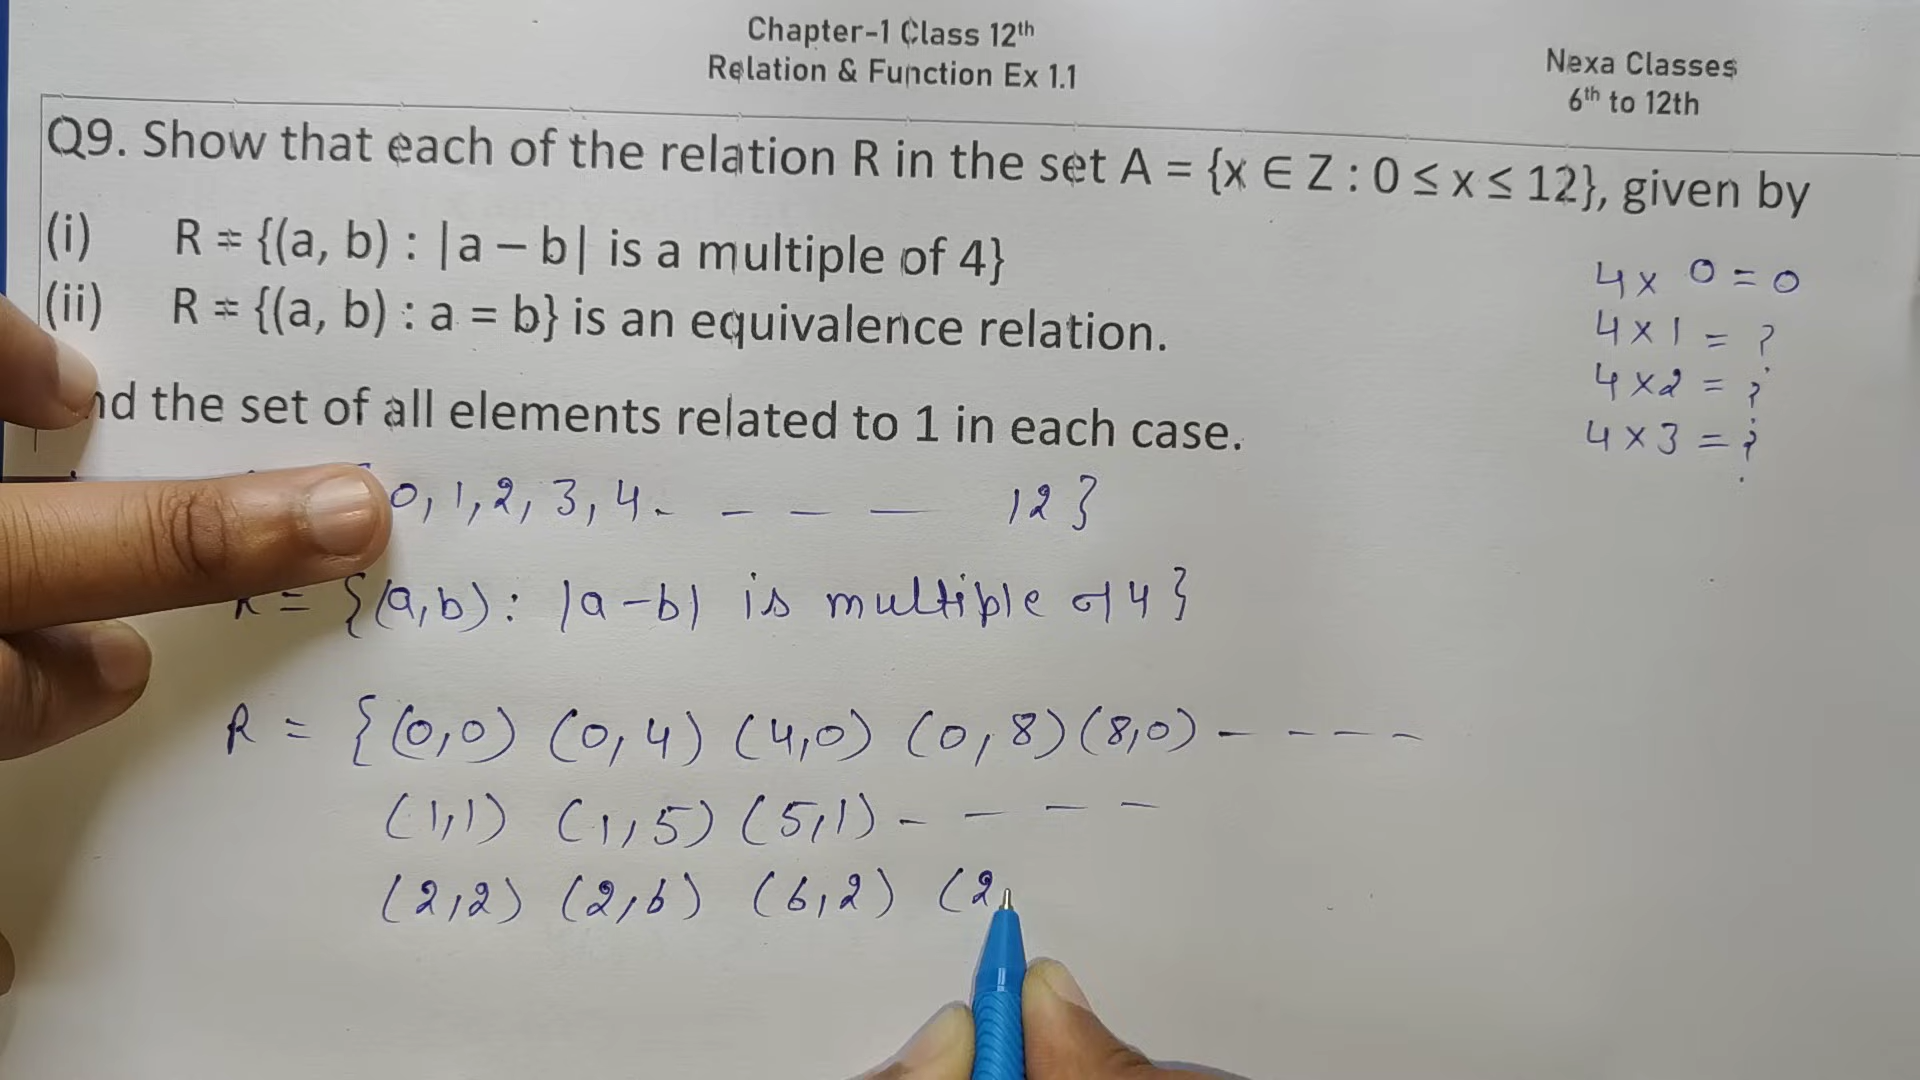 Chapter-1 Class 12th
Relation & Function Ex 1.1
Nexa Classes
6th to 12th
Q9. Show that each of the relation R in the set A = {x ∈ Z : 0 ≤ x ≤ 12}, given by
(i) R = {(a, b) : |a – b| is a multiple of 4}
(ii) R = {(a, b) : a = b} is an equivalence relation.
nd the set of all elements related to 1 in each case.
4 x 0 = 0
4 x 1 = ?
4 x 2 = ?
4 x 3 = ?
0, 1, 2, 3, 4 - - - - 12 }
R = {(a,b) : |a-b| is multiple of 4 }
R = {(0,0) (0,4) (4,0) (0,8) (8,0) - - - -
(1,1) (1,5) (5,1) - - - -
(2,2) (2,6) (6,2) (2,